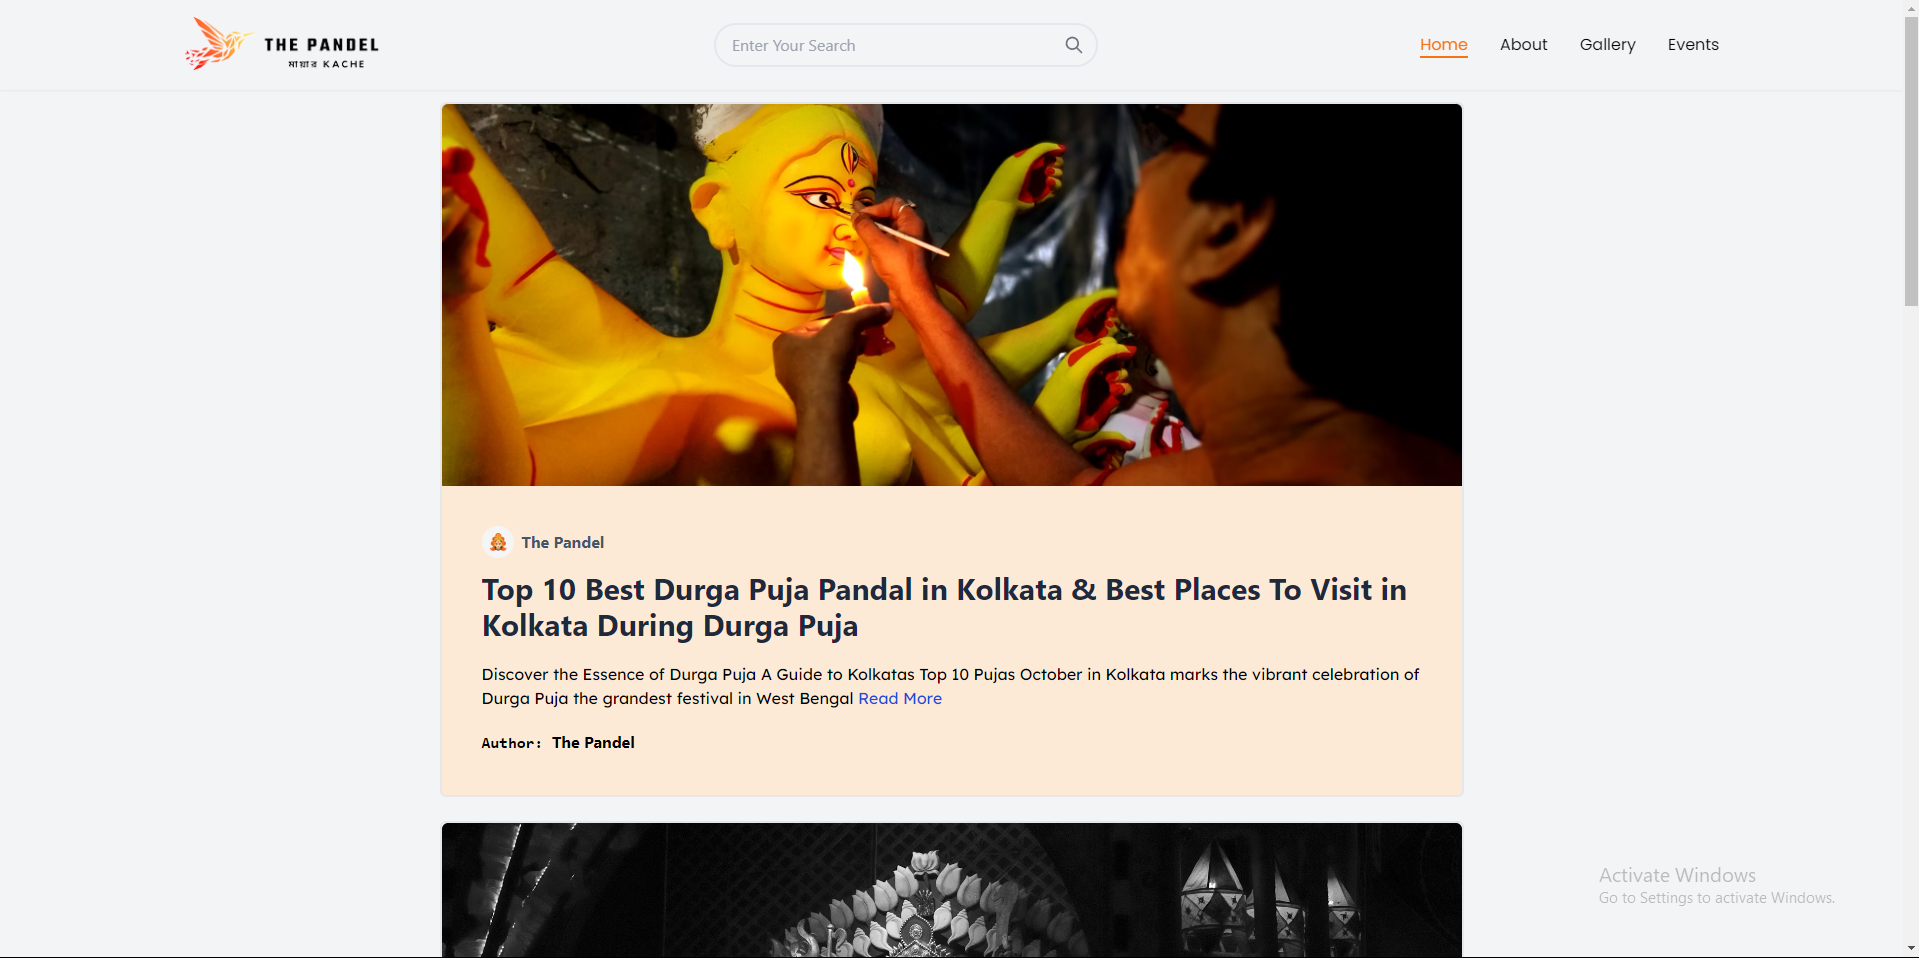 THE PANDEL
মায়ার KACHE
Enter Your Search
Home
About
Gallery
Events
The Pandel
Top 10 Best Durga Puja Pandal in Kolkata & Best Places To Visit in
Kolkata During Durga Puja
Discover the Essence of Durga Puja A Guide to Kolkatas Top 10 Pujas October in Kolkata marks the vibrant celebration of
Durga Puja the grandest festival in West Bengal Read More
Author: The Pandel
Activate Windows
Go to Settings to activate Windows.